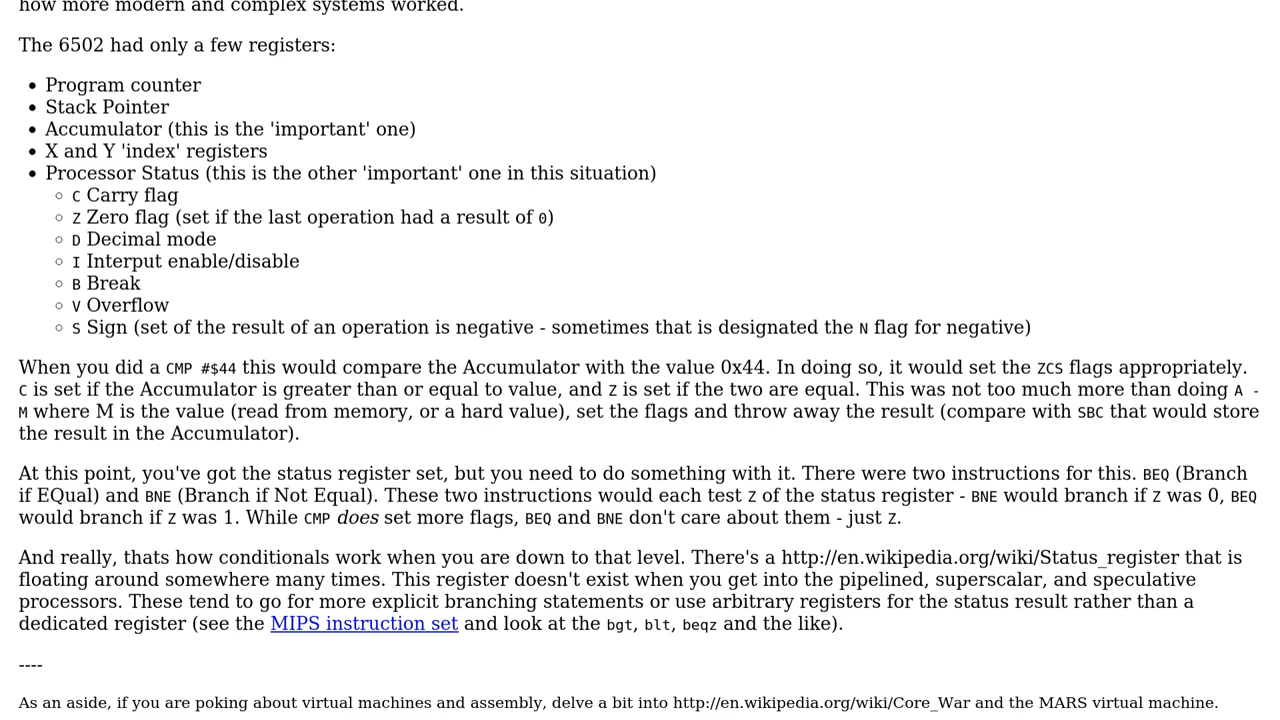 how more modern and complex systems worked.
The 6502 had only a few registers:
• Program counter
• Stack Pointer
• Accumulator (this is the 'important' one)
• X and Y 'index' registers
• Processor Status (this is the other 'important' one in this situation)
◦ C Carry flag
◦ Z Zero flag (set if the last operation had a result of 0)
◦ D Decimal mode
◦ I Interput enable/disable
◦ B Break
◦ V Overflow
◦ S Sign (set of the result of an operation is negative - sometimes that is designated the N flag for negative)
When you did a CMP #$44 this would compare the Accumulator with the value 0x44. In doing so, it would set the ZCS flags appropriately.
C is set if the Accumulator is greater than or equal to value, and Z is set if the two are equal. This was not too much more than doing A -
M where M is the value (read from memory, or a hard value), set the flags and throw away the result (compare with SBC that would store
the result in the Accumulator).
At this point, you've got the status register set, but you need to do something with it. There were two instructions for this. BEQ (Branch
if EQual) and BNE (Branch if Not Equal). These two instructions would each test Z of the status register - BNE would branch if Z was 0, BEQ
would branch if Z was 1. While CMP does set more flags, BEQ and BNE don't care about them - just Z.
And really, thats how conditionals work when you are down to that level. There's a http://en.wikipedia.org/wiki/Status_register that is
floating around somewhere many times. This register doesn't exist when you get into the pipelined, superscalar, and speculative
processors. These tend to go for more explicit branching statements or use arbitrary registers for the status result rather than a
dedicated register (see the MIPS instruction set and look at the bgt, blt, beqz and the like).
----
As an aside, if you are poking about virtual machines and assembly, delve a bit into http://en.wikipedia.org/wiki/Core_War and the MARS virtual machine.